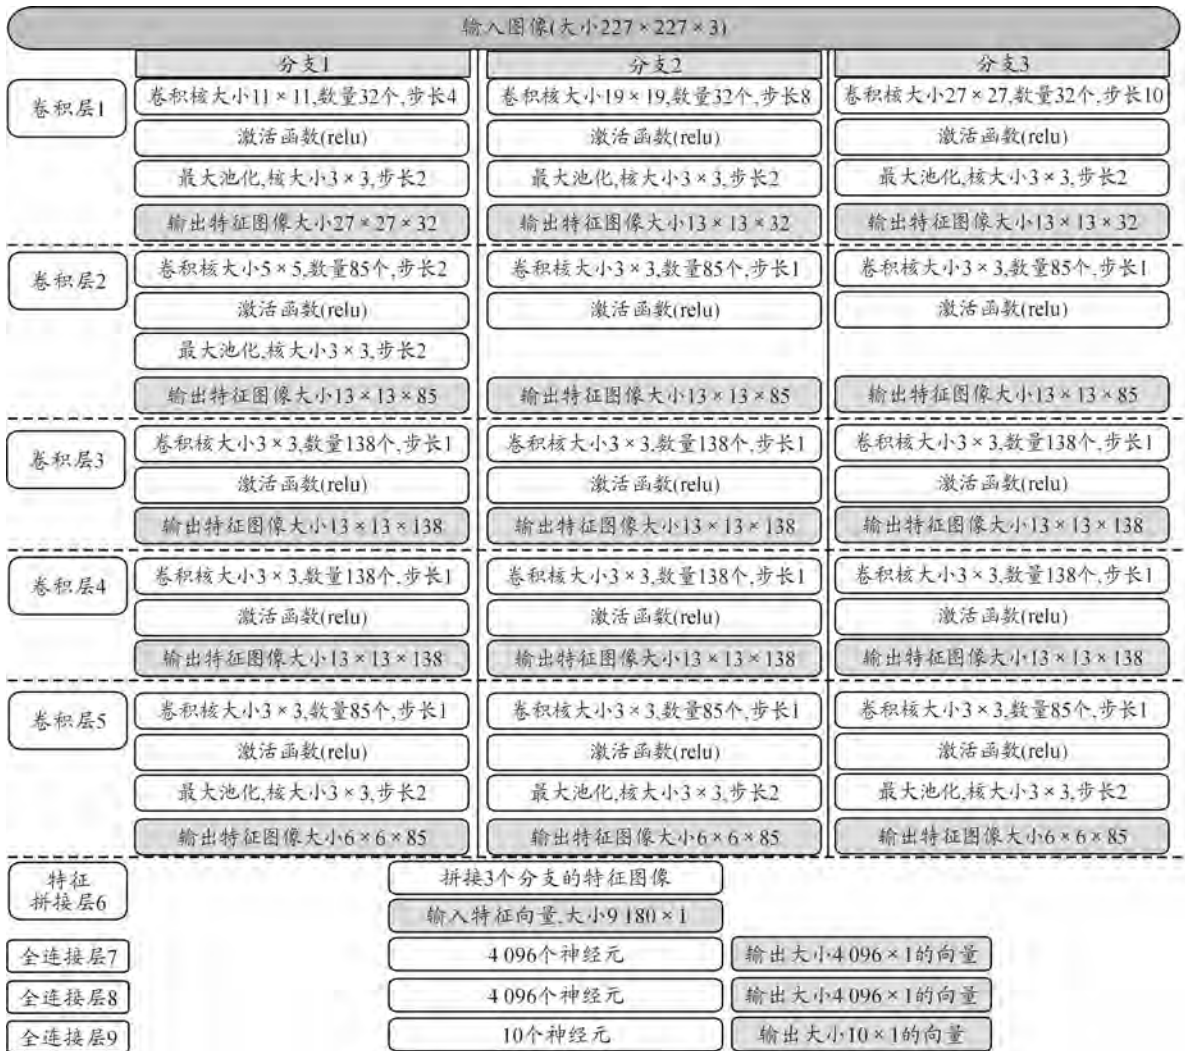 输入图像(大小227×227×3)
分支1
分支2
分支3
卷积层1
卷积核大小11×11,数量32个,步长4
卷积核大小19×19,数量32个,步长8
卷积核大小27×27,数量32个,步长10
激活函数(relu)
激活函数(relu)
激活函数(relu)
最大池化,核大小3×3,步长2
最大池化,核大小3×3,步长2
最大池化,核大小3×3,步长2
输出特征图像大小27×27×32
输出特征图像大小13×13×32
输出特征图像大小13×13×32
卷积层2
卷积核大小5×5,数量85个,步长2
卷积核大小3×3,数量85个,步长1
卷积核大小3×3,数量85个,步长1
激活函数(relu)
激活函数(relu)
激活函数(relu)
最大池化,核大小3×3,步长2
输出特征图像大小13×13×85
输出特征图像大小13×13×85
输出特征图像大小13×13×85
卷积层3
卷积核大小3×3,数量138个,步长1
卷积核大小3×3,数量138个,步长1
卷积核大小3×3,数量138个,步长1
激活函数(relu)
激活函数(relu)
激活函数(relu)
输出特征图像大小13×13×138
输出特征图像大小13×13×138
输出特征图像大小13×13×138
卷积层4
卷积核大小3×3,数量138个,步长1
卷积核大小3×3,数量138个,步长1
卷积核大小3×3,数量138个,步长1
激活函数(relu)
激活函数(relu)
激活函数(relu)
输出特征图像大小13×13×138
输出特征图像大小13×13×138
输出特征图像大小13×13×138
卷积层5
卷积核大小3×3,数量85个,步长1
卷积核大小3×3,数量85个,步长1
卷积核大小3×3,数量85个,步长1
激活函数(relu)
激活函数(relu)
激活函数(relu)
最大池化,核大小3×3,步长2
最大池化,核大小3×3,步长2
最大池化,核大小3×3,步长2
输出特征图像大小6×6×85
输出特征图像大小6×6×85
输出特征图像大小6×6×85
特征
拼接层6
拼接3个分支的特征图像
输入特征向量,大小9 180×1
全连接层7
4 096个神经元
输出大小4 096×1的向量
全连接层8
4 096个神经元
输出大小4 096×1的向量
全连接层9
10个神经元
输出大小10×1的向量